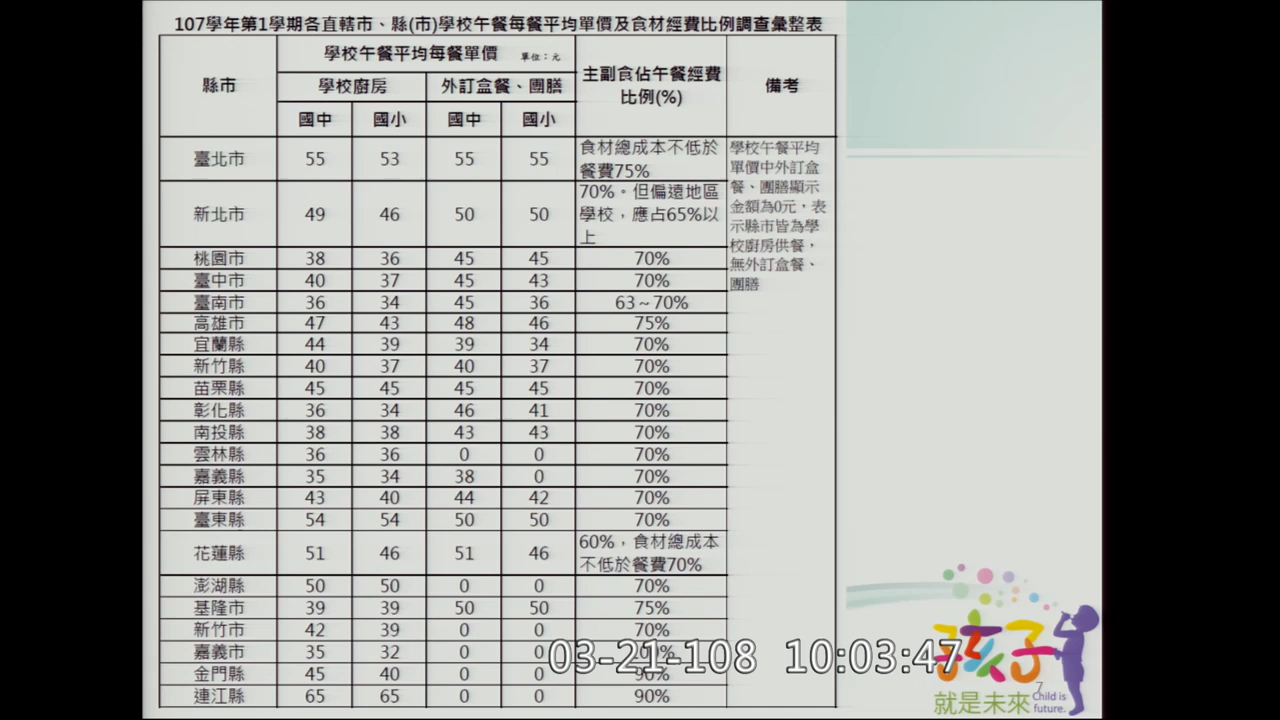 107學年第1學期各直轄市、縣(市)學校午餐每餐平均單價及食材經費比例調查彙整表
縣市 學校午餐平均每餐單價 單位：元 主副食佔午餐經費比例(%) 備考
學校廚房 外訂盒餐、團膳
國中 國小 國中 國小
臺北市 55 53 55 55 食材總成本不低於餐費75%
新北市 49 46 50 50 70%。但偏遠地區學校，應占65%以上
桃園市 38 36 45 45 70%
臺中市 40 37 45 43 70%
臺南市 36 34 45 36 63～70%
高雄市 47 43 48 46 75%
宜蘭縣 44 39 39 34 70%
新竹縣 40 37 40 37 70%
苗栗縣 45 45 45 45 70%
彰化縣 36 34 46 41 70%
南投縣 38 38 43 43 70%
雲林縣 36 36 0 0 70%
嘉義縣 35 34 38 0 70%
屏東縣 43 40 44 42 70%
臺東縣 54 54 50 50 70%
花蓮縣 51 46 51 46 60%，食材總成本不低於餐費70%
澎湖縣 50 50 0 0 70%
基隆市 39 39 50 50 75%
新竹市 42 39 0 0 70%
嘉義市 35 32 0 0
金門縣 45 40 0 0 90%
連江縣 65 65 0 0 90%
學校午餐平均
單價中外訂盒
餐、團膳顯示
金額為0元，表
示縣市皆為學
校廚房供餐，
無外訂盒餐、
團膳
03-21-108 10:03:47
孩子
就是未來
Child is
future.
7